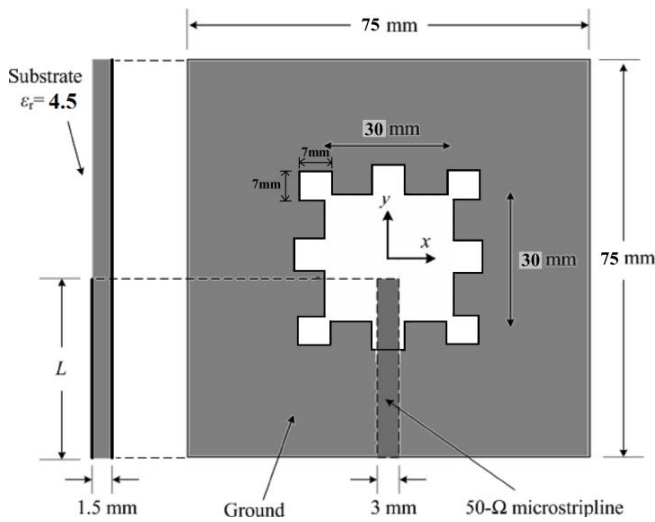 75 mm
Substrate
εr= 4.5
30 mm
7mm
7mm
y
x
30 mm
75 mm
L
1.5 mm
Ground
3 mm
50-Ω microstripline